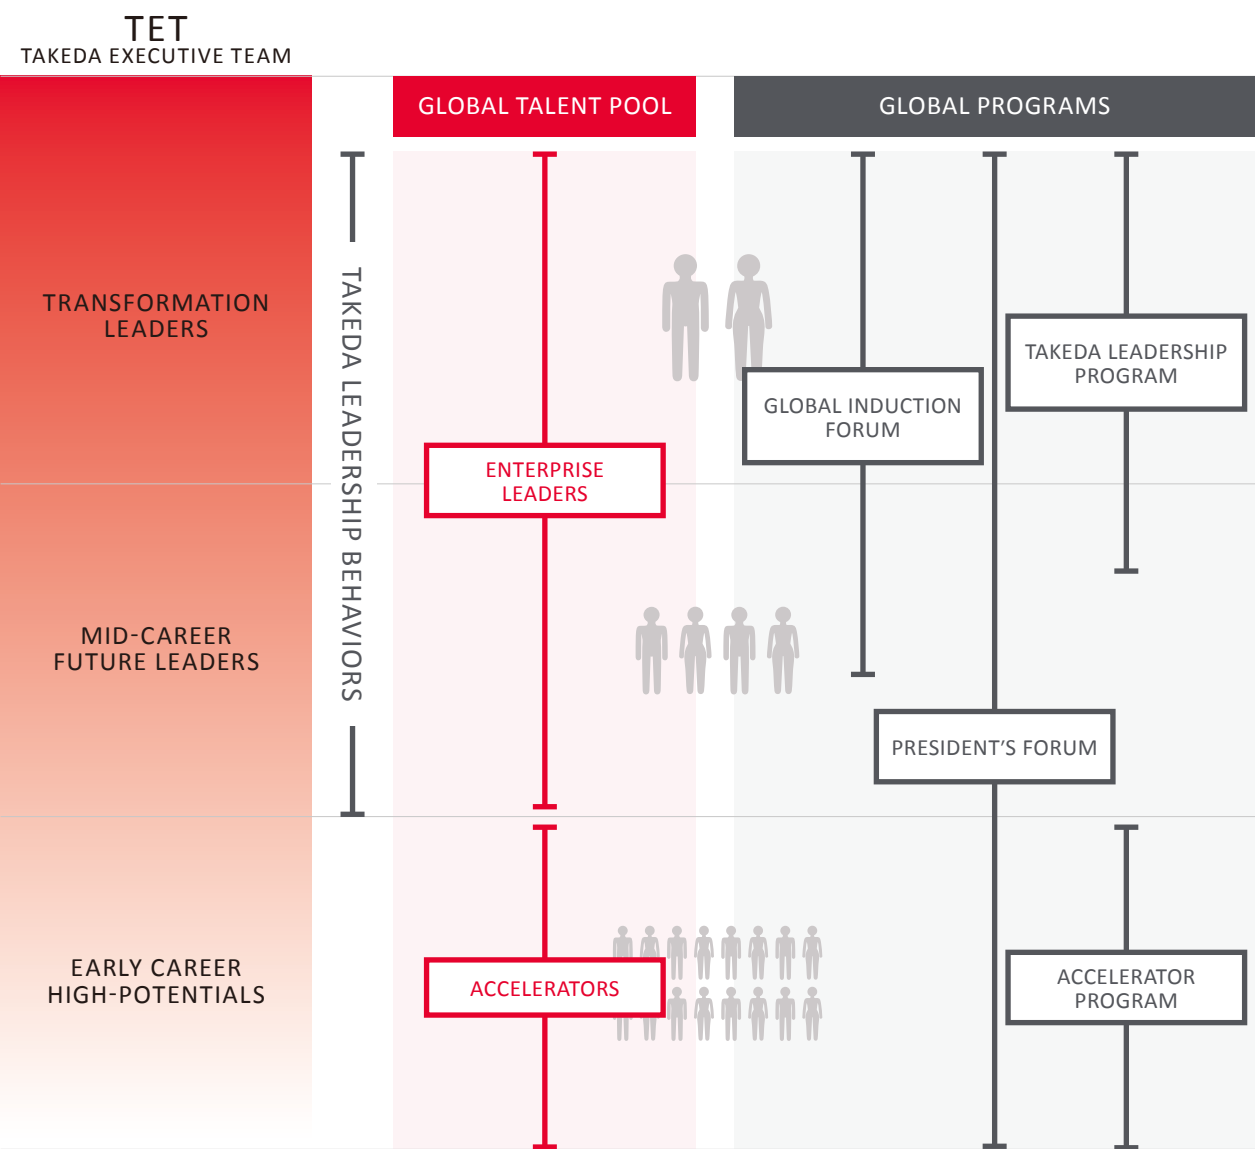 TET
TAKEDA EXECUTIVE TEAM
GLOBAL TALENT POOL
GLOBAL PROGRAMS
TRANSFORMATION
LEADERS
MID-CAREER
FUTURE LEADERS
EARLY CAREER
HIGH-POTENTIALS
TAKEDA LEADERSHIP BEHAVIORS
ENTERPRISE
LEADERS
ACCELERATORS
GLOBAL INDUCTION
FORUM
TAKEDA LEADERSHIP
PROGRAM
PRESIDENT’S FORUM
ACCELERATOR
PROGRAM